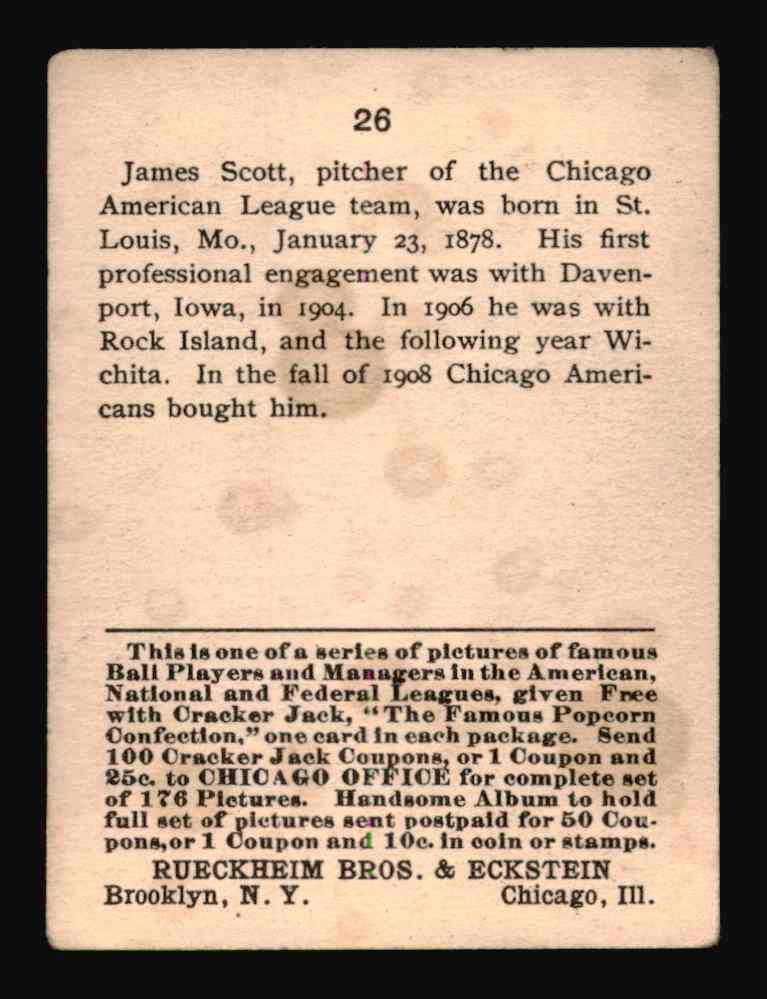 26
James Scott, pitcher of the Chicago
American League team, was born in St.
Louis, Mo., January 23, 1878. His first
professional engagement was with Daven-
port, Iowa, in 1904. In 1906 he was with
Rock Island, and the following year Wi-
chita. In the fall of 1908 Chicago Ameri-
cans bought him.
This is one of a series of pictures of famous
Ball Players and Managers in the American,
National and Federal Leagues, given Free
with Cracker Jack, “The Famous Popcorn
Confection,” one card in each package. Send
100 Cracker Jack Coupons, or 1 Coupon and
25c. to CHICAGO OFFICE for complete set
of 176 Pictures. Handsome Album to hold
full set of pictures sent postpaid for 50 Cou-
pons,or 1 Coupon and 10c. in coin or stamps.
RUECKHEIM BROS. & ECKSTEIN
Brooklyn, N. Y. Chicago, Ill.